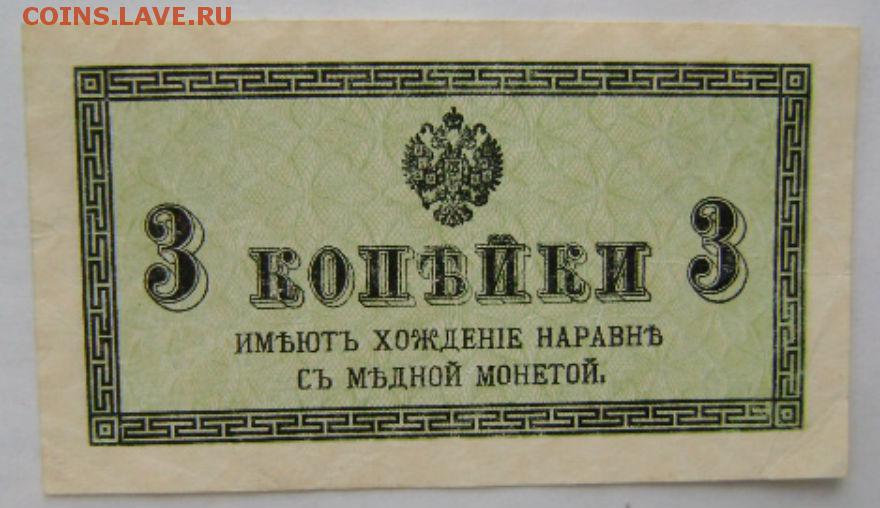 COINS.LAVE.RU
3 КОПѢЙКИ 3
ИМѢЮТЪ ХОЖДЕНІЕ НАРАВНѢ
СЪ МѢДНОЙ МОНЕТОЙ.